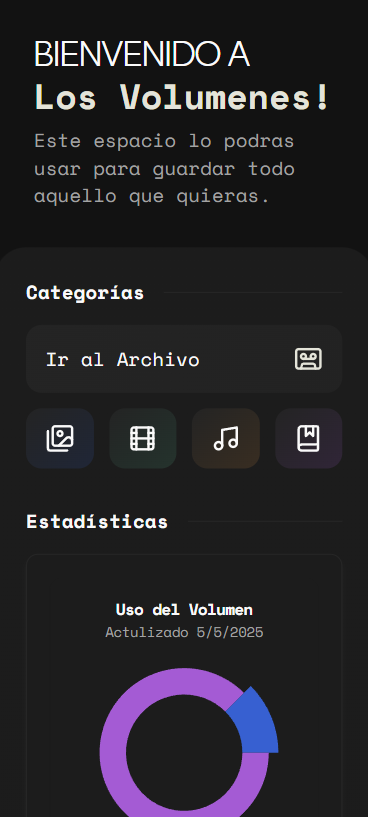 BIENVENIDO A
Los Volumenes!
Este espacio lo podras
usar para guardar todo
aquello que quieras.
Categorías
Ir al Archivo
Estadísticas
Uso del Volumen
Actulizado 5/5/2025